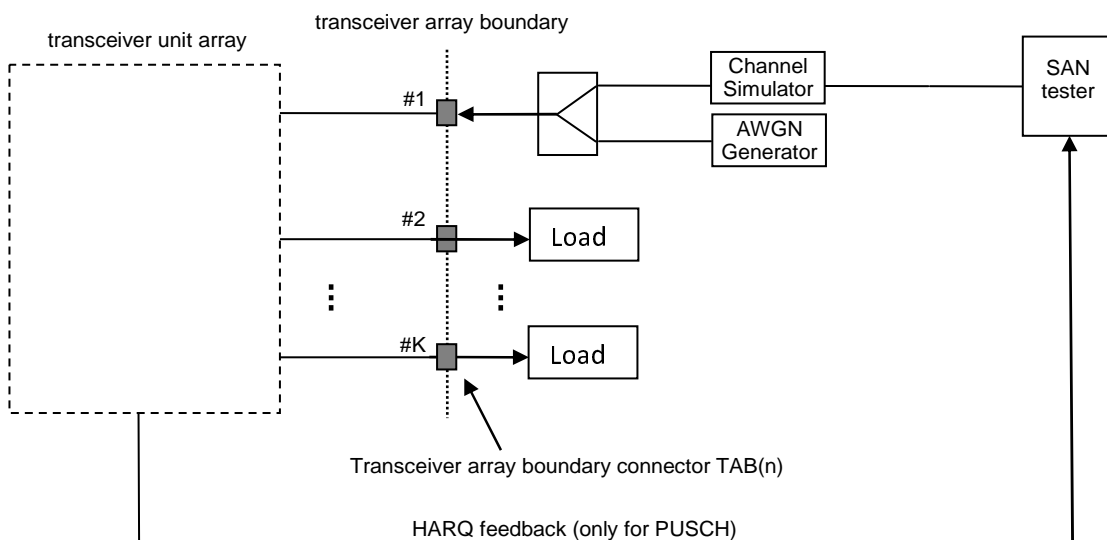 transceiver array boundary
transceiver unit array
Channel
Simulator
SAN
tester
#1
AWGN
Generator
#2
Load
#K
Load
Transceiver array boundary connector TAB(n)
HARQ feedback (only for PUSCH)